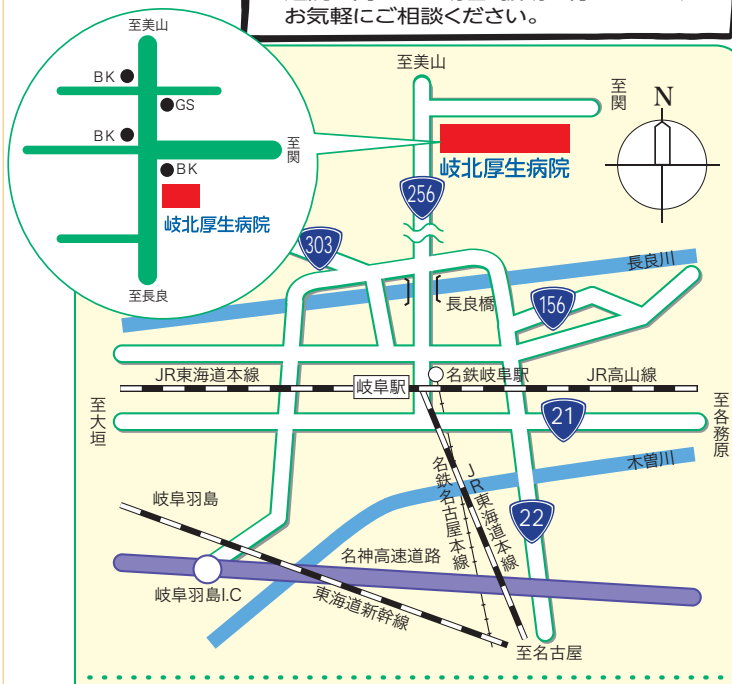 お気軽にご相談ください。
至美山
BK
GS
BK
至関
BK
岐北厚生病院
至長良
至美山
至関
N
岐北厚生病院
256
303
長良川
長良橋
156
JR東海道本線
岐阜駅
名鉄岐阜駅
JR高山線
至大垣
21
至各務原
木曽川
名鉄名古屋本線
JR東海道本線
岐阜羽島
22
名神高速道路
岐阜羽島I.C
東海道新幹線
至名古屋